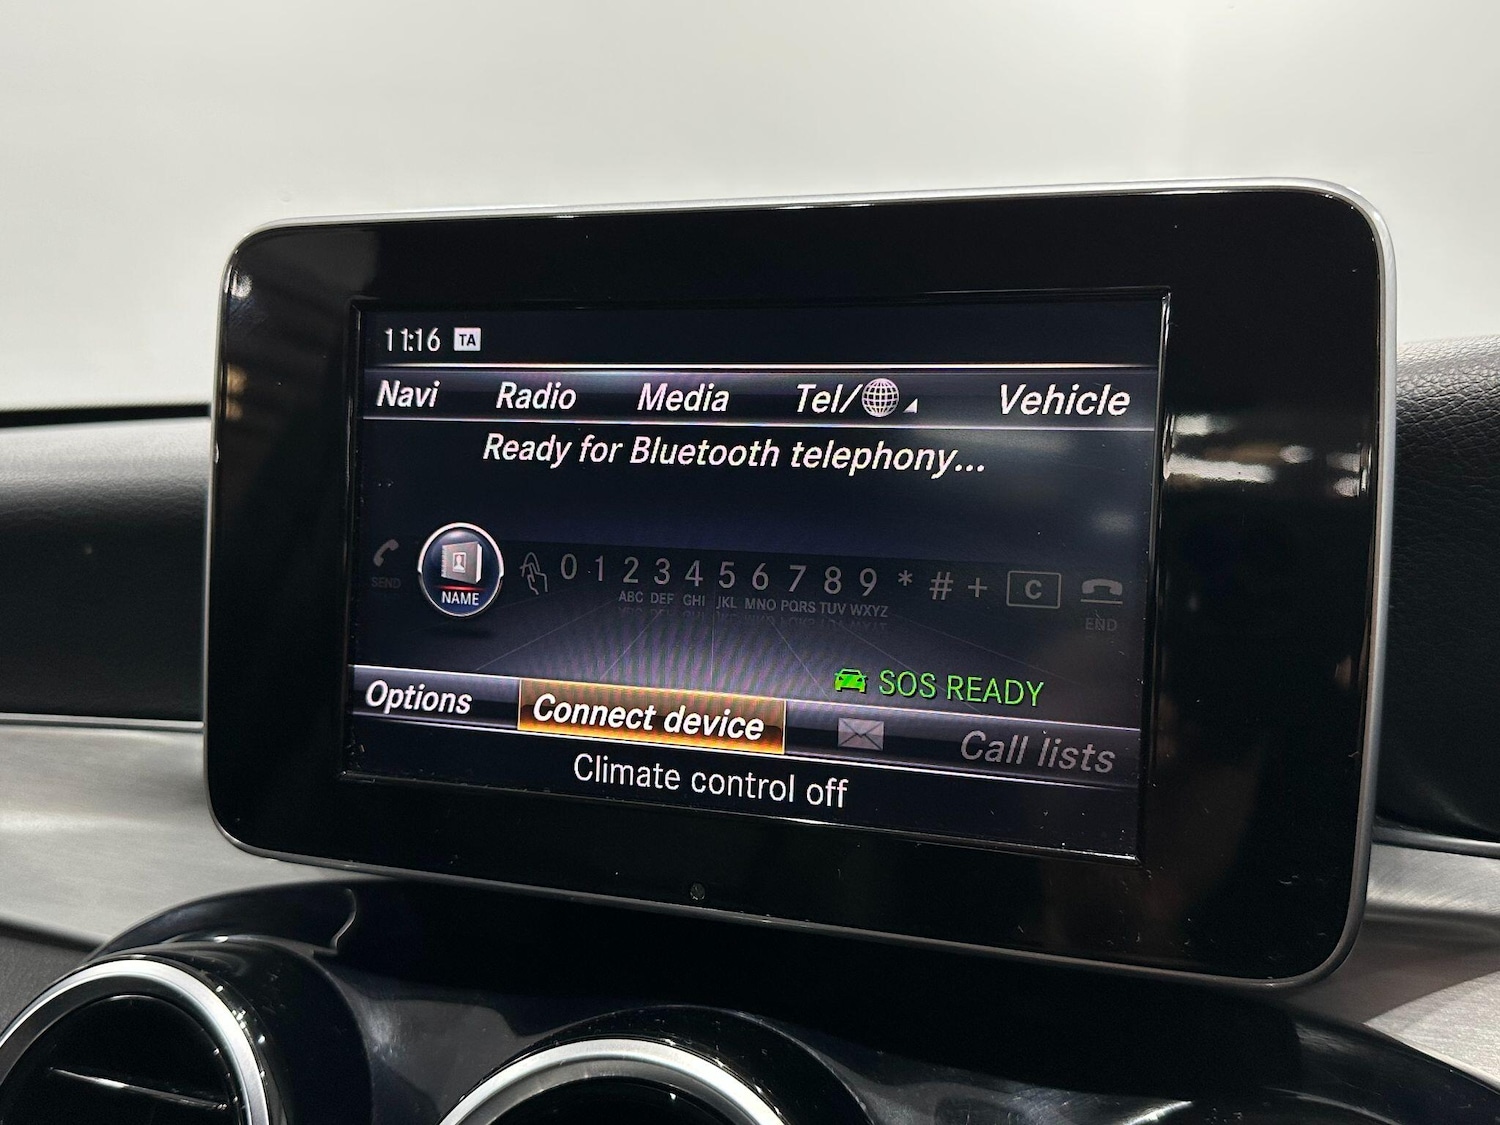 11:16 TA
Navi Radio Media Tel/ Vehicle
Ready for Bluetooth telephony...
SEND NAME 0 1 2 3 4 5 6 7 8 9 * # + C END
ABC DEF GHI JKL MNO PQRS TUV WXYZ
SOS READY
Options Connect device Call lists
Climate control off